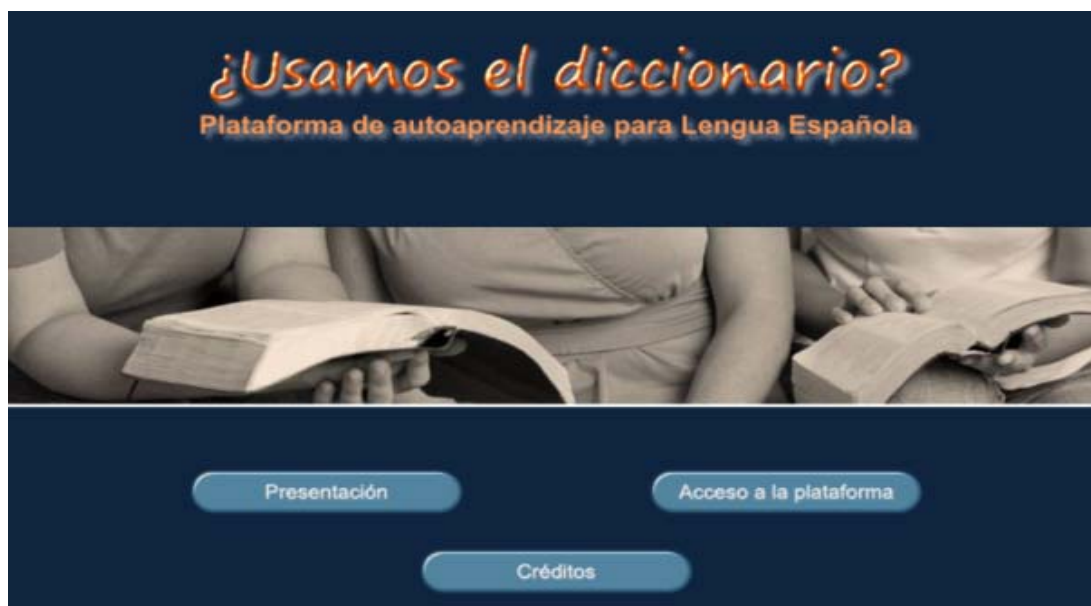 ¿Usamos el diccionario?
Plataforma de autoaprendizaje para Lengua Española
Presentación
Acceso a la plataforma
Créditos